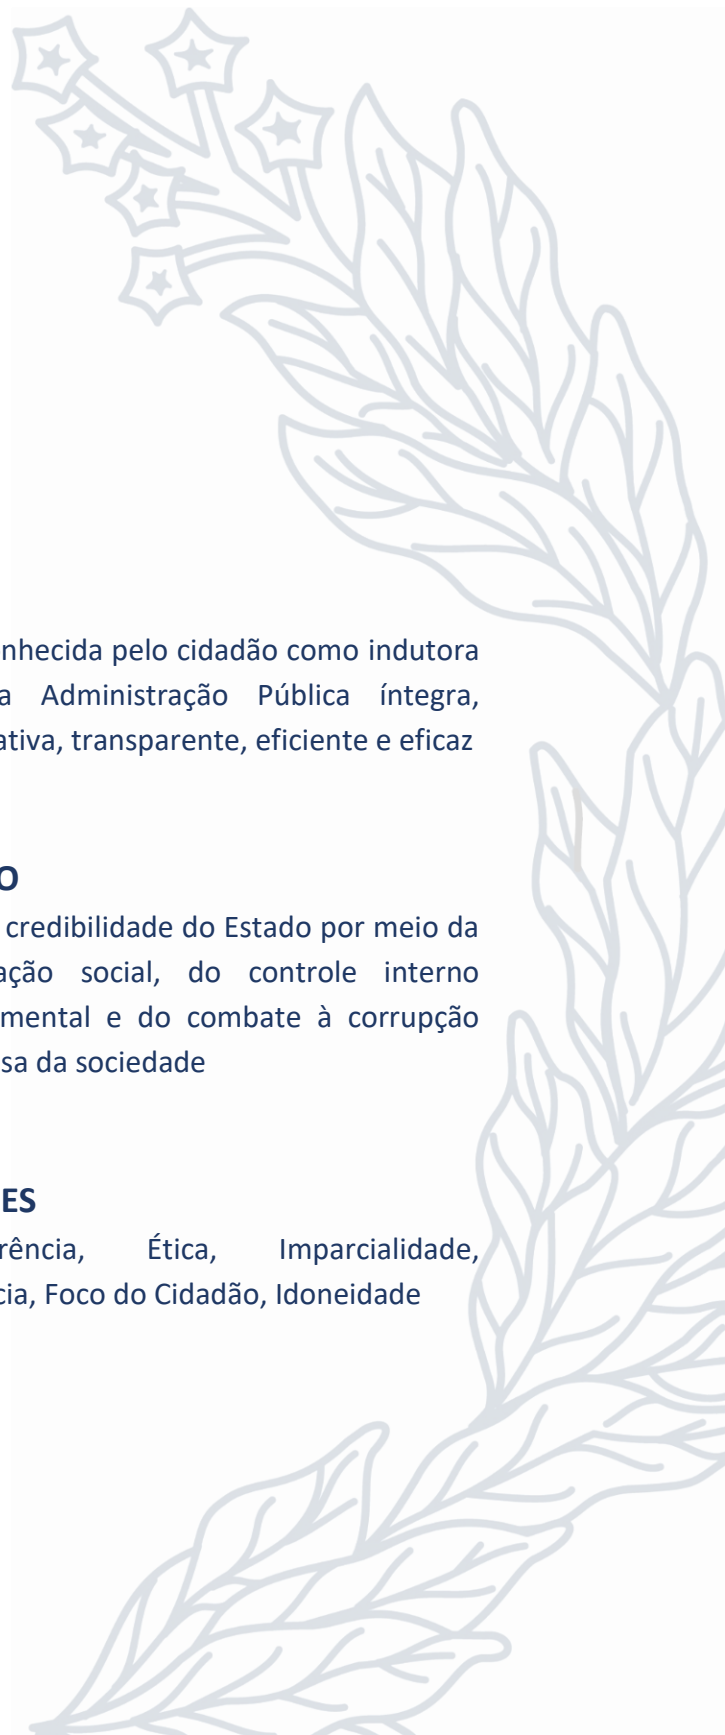 nhecida pelo cidadão como indutora
a Administração Pública íntegra,
ativa, transparente, eficiente e eficaz
O
credibilidade do Estado por meio da
ação social, do controle interno
mental e do combate à corrupção
sa da sociedade
ES
rência, Ética, Imparcialidade,
cia, Foco do Cidadão, Idoneidade